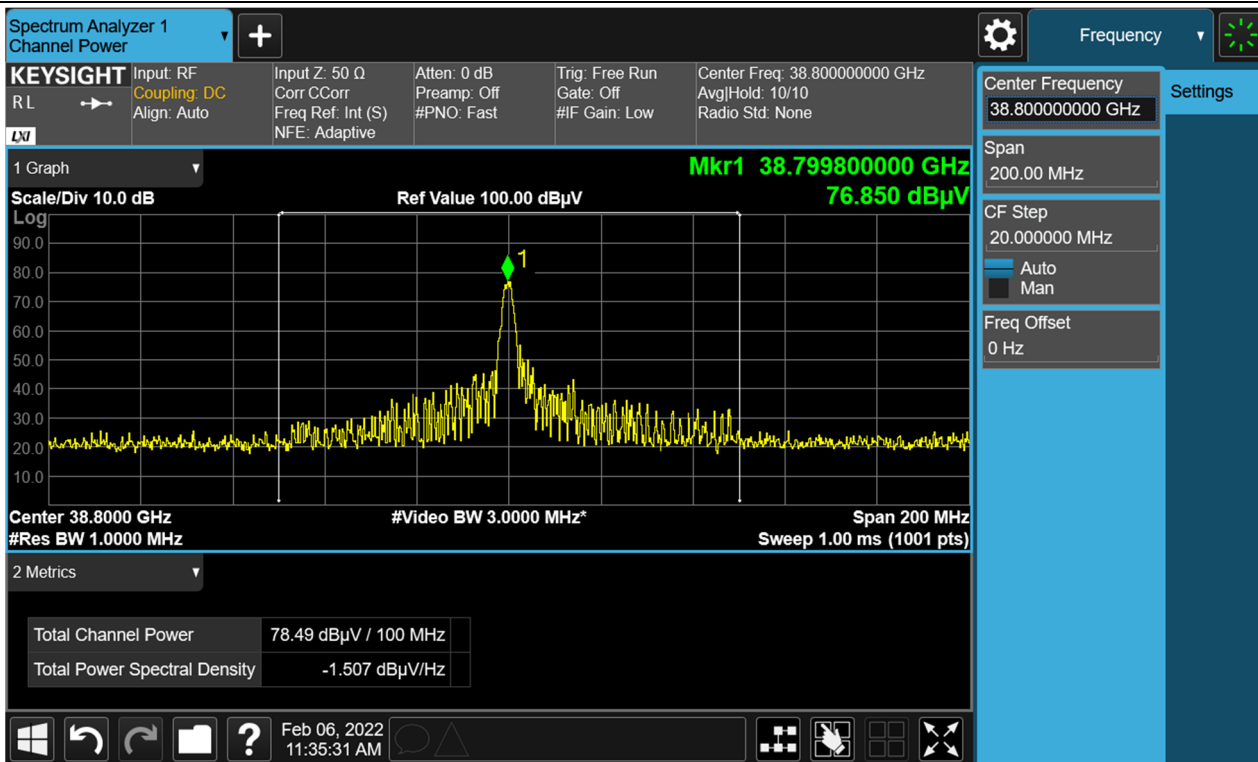 Spectrum Analyzer 1
Channel Power
Frequency
KEYSIGHT
R L
LXI
Input: RF
Coupling: DC
Align: Auto
Input Z: 50 Ω
Corr CCorr
Freq Ref: Int (S)
NFE: Adaptive
Atten: 0 dB
Preamp: Off
#PNO: Fast
Trig: Free Run
Gate: Off
#IF Gain: Low
Center Freq: 38.800000000 GHz
Avg|Hold: 10/10
Radio Std: None
Center Frequency
38.800000000 GHz
Settings
Span
200.00 MHz
CF Step
20.000000 MHz
Auto
Man
Freq Offset
0 Hz
1 Graph
Mkr1 38.799800000 GHz
76.850 dBµV
Scale/Div 10.0 dB
Ref Value 100.00 dBµV
Log
90.0
80.0
70.0
60.0
50.0
40.0
30.0
20.0
10.0
1
Center 38.8000 GHz
#Video BW 3.0000 MHz*
Span 200 MHz
#Res BW 1.0000 MHz
Sweep 1.00 ms (1001 pts)
2 Metrics
Total Channel Power 78.49 dBµV / 100 MHz
Total Power Spectral Density -1.507 dBµV/Hz
?
Feb 06, 2022
11:35:31 AM